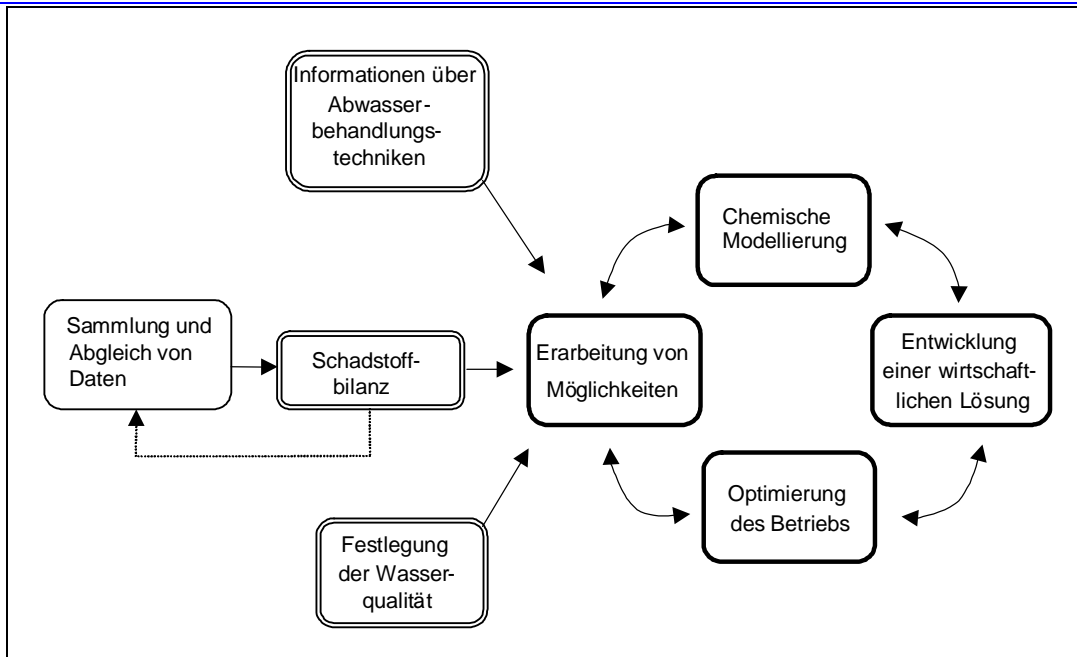 Informationen über
Abwasser-
behandlungs-
techniken
Chemische
Modellierung
Sammlung und
Abgleich von
Daten
Schadstoff-
bilanz
Erarbeitung von
Möglichkeiten
Entwicklung
einer wirtschaft-
lichen Lösung
Optimierung
des Betriebs
Festlegung
der Wasser-
qualität